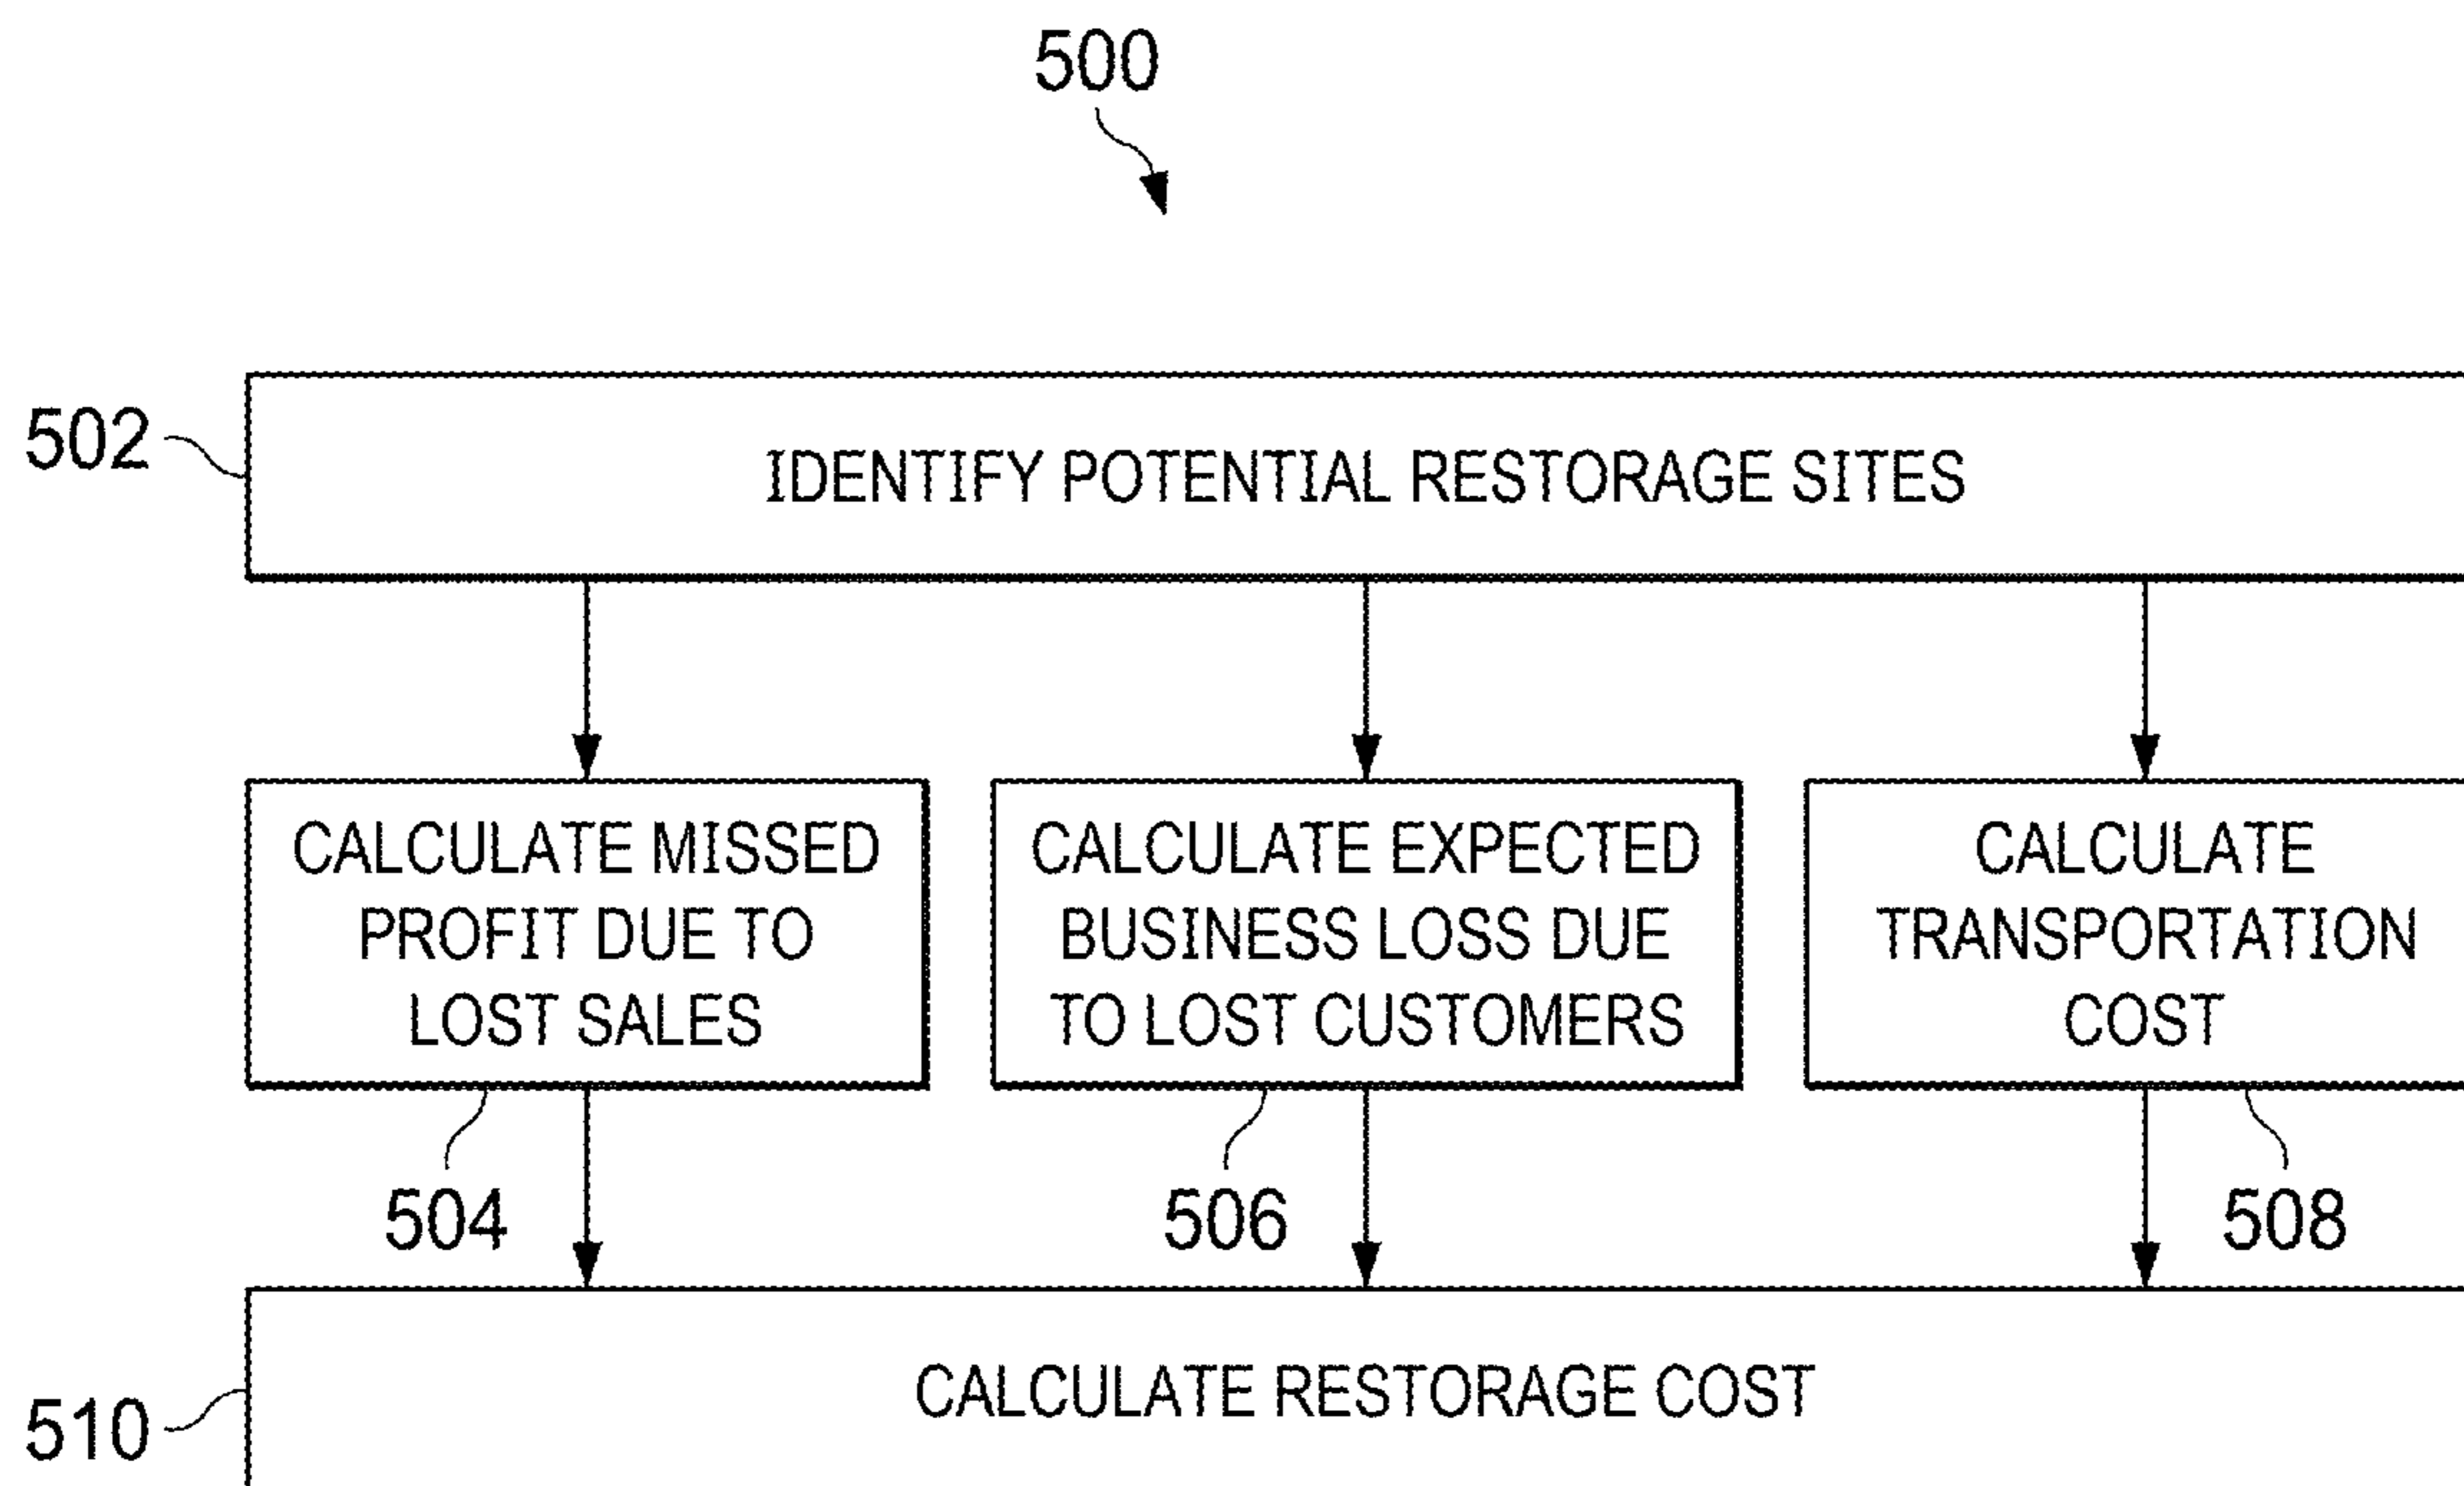 500
502
IDENTIFY POTENTIAL RESTORAGE SITES
CALCULATE MISSED
PROFIT DUE TO
LOST SALES
CALCULATE EXPECTED
BUSINESS LOSS DUE
TO LOST CUSTOMERS
CALCULATE
TRANSPORTATION
COST
504
506
508
510
CALCULATE RESTORAGE COST